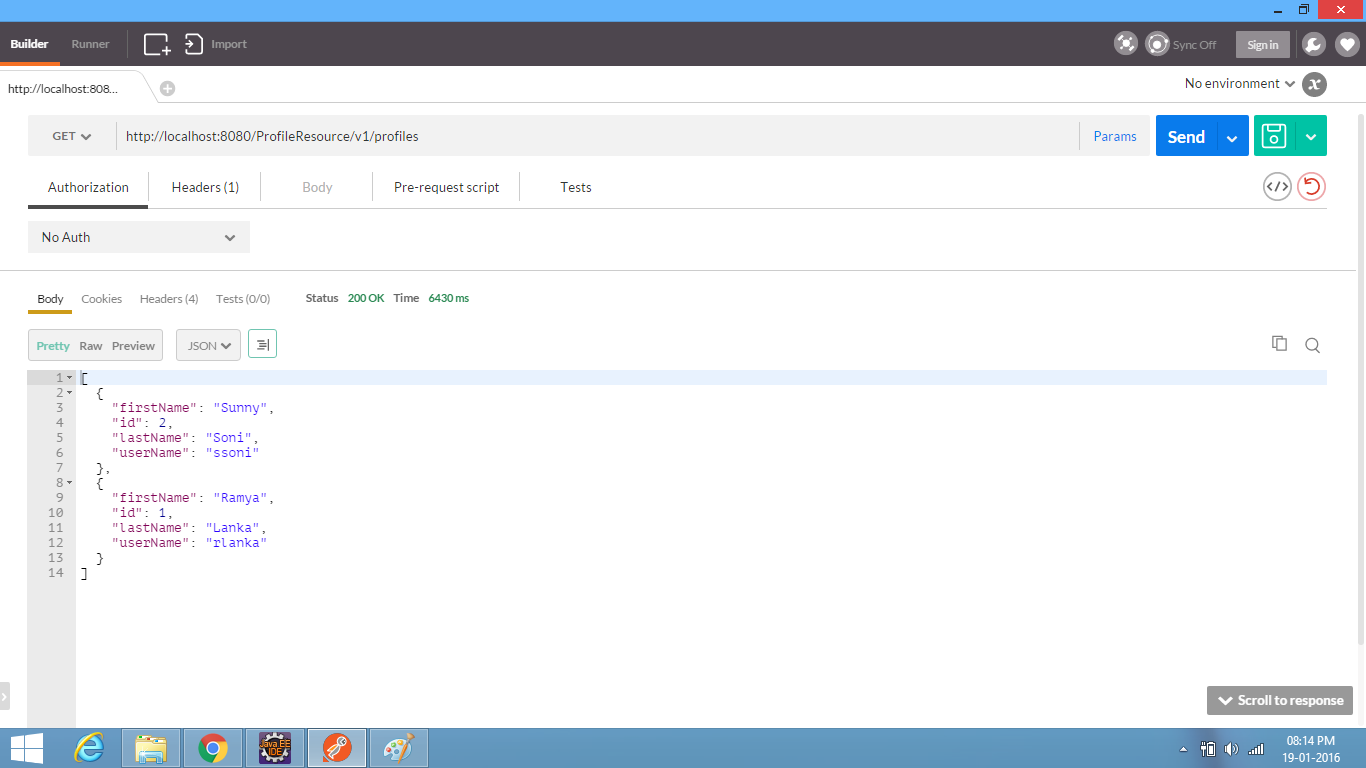 Builder Runner Import Sync Off Sign in
http://localhost:808... No environment
GET http://localhost:8080/ProfileResource/v1/profiles Params Send
Authorization Headers (1) Body Pre-request script Tests </>
No Auth
Body Cookies Headers (4) Tests (0/0) Status 200 OK Time 6430 ms
Pretty Raw Preview JSON
1 [
2 {
3 "firstName": "Sunny",
4 "id": 2,
5 "lastName": "Soni",
6 "userName": "ssoni"
7 },
8 {
9 "firstName": "Ramya",
10 "id": 1,
11 "lastName": "Lanka",
12 "userName": "rlanka"
13 }
14 ]
Scroll to response
Java EE
IDE
08:14 PM
19-01-2016